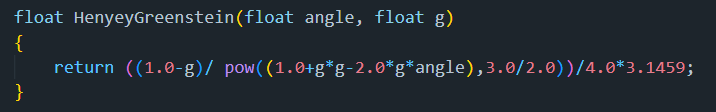 float HenyeyGreenstein(float angle, float g)
{
return ((1.0-g)/ pow((1.0+g*g-2.0*g*angle),3.0/2.0))/4.0*3.1459;
}